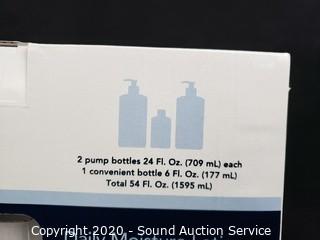 2 pump bottles 24 Fl. Oz. (709 mL) each
1 convenient bottle 6 Fl. Oz. (177 mL)
Total 54 Fl. Oz. (1595 mL)
Daily Moisture Loti
Copyright 2020 - Sound Auction Service